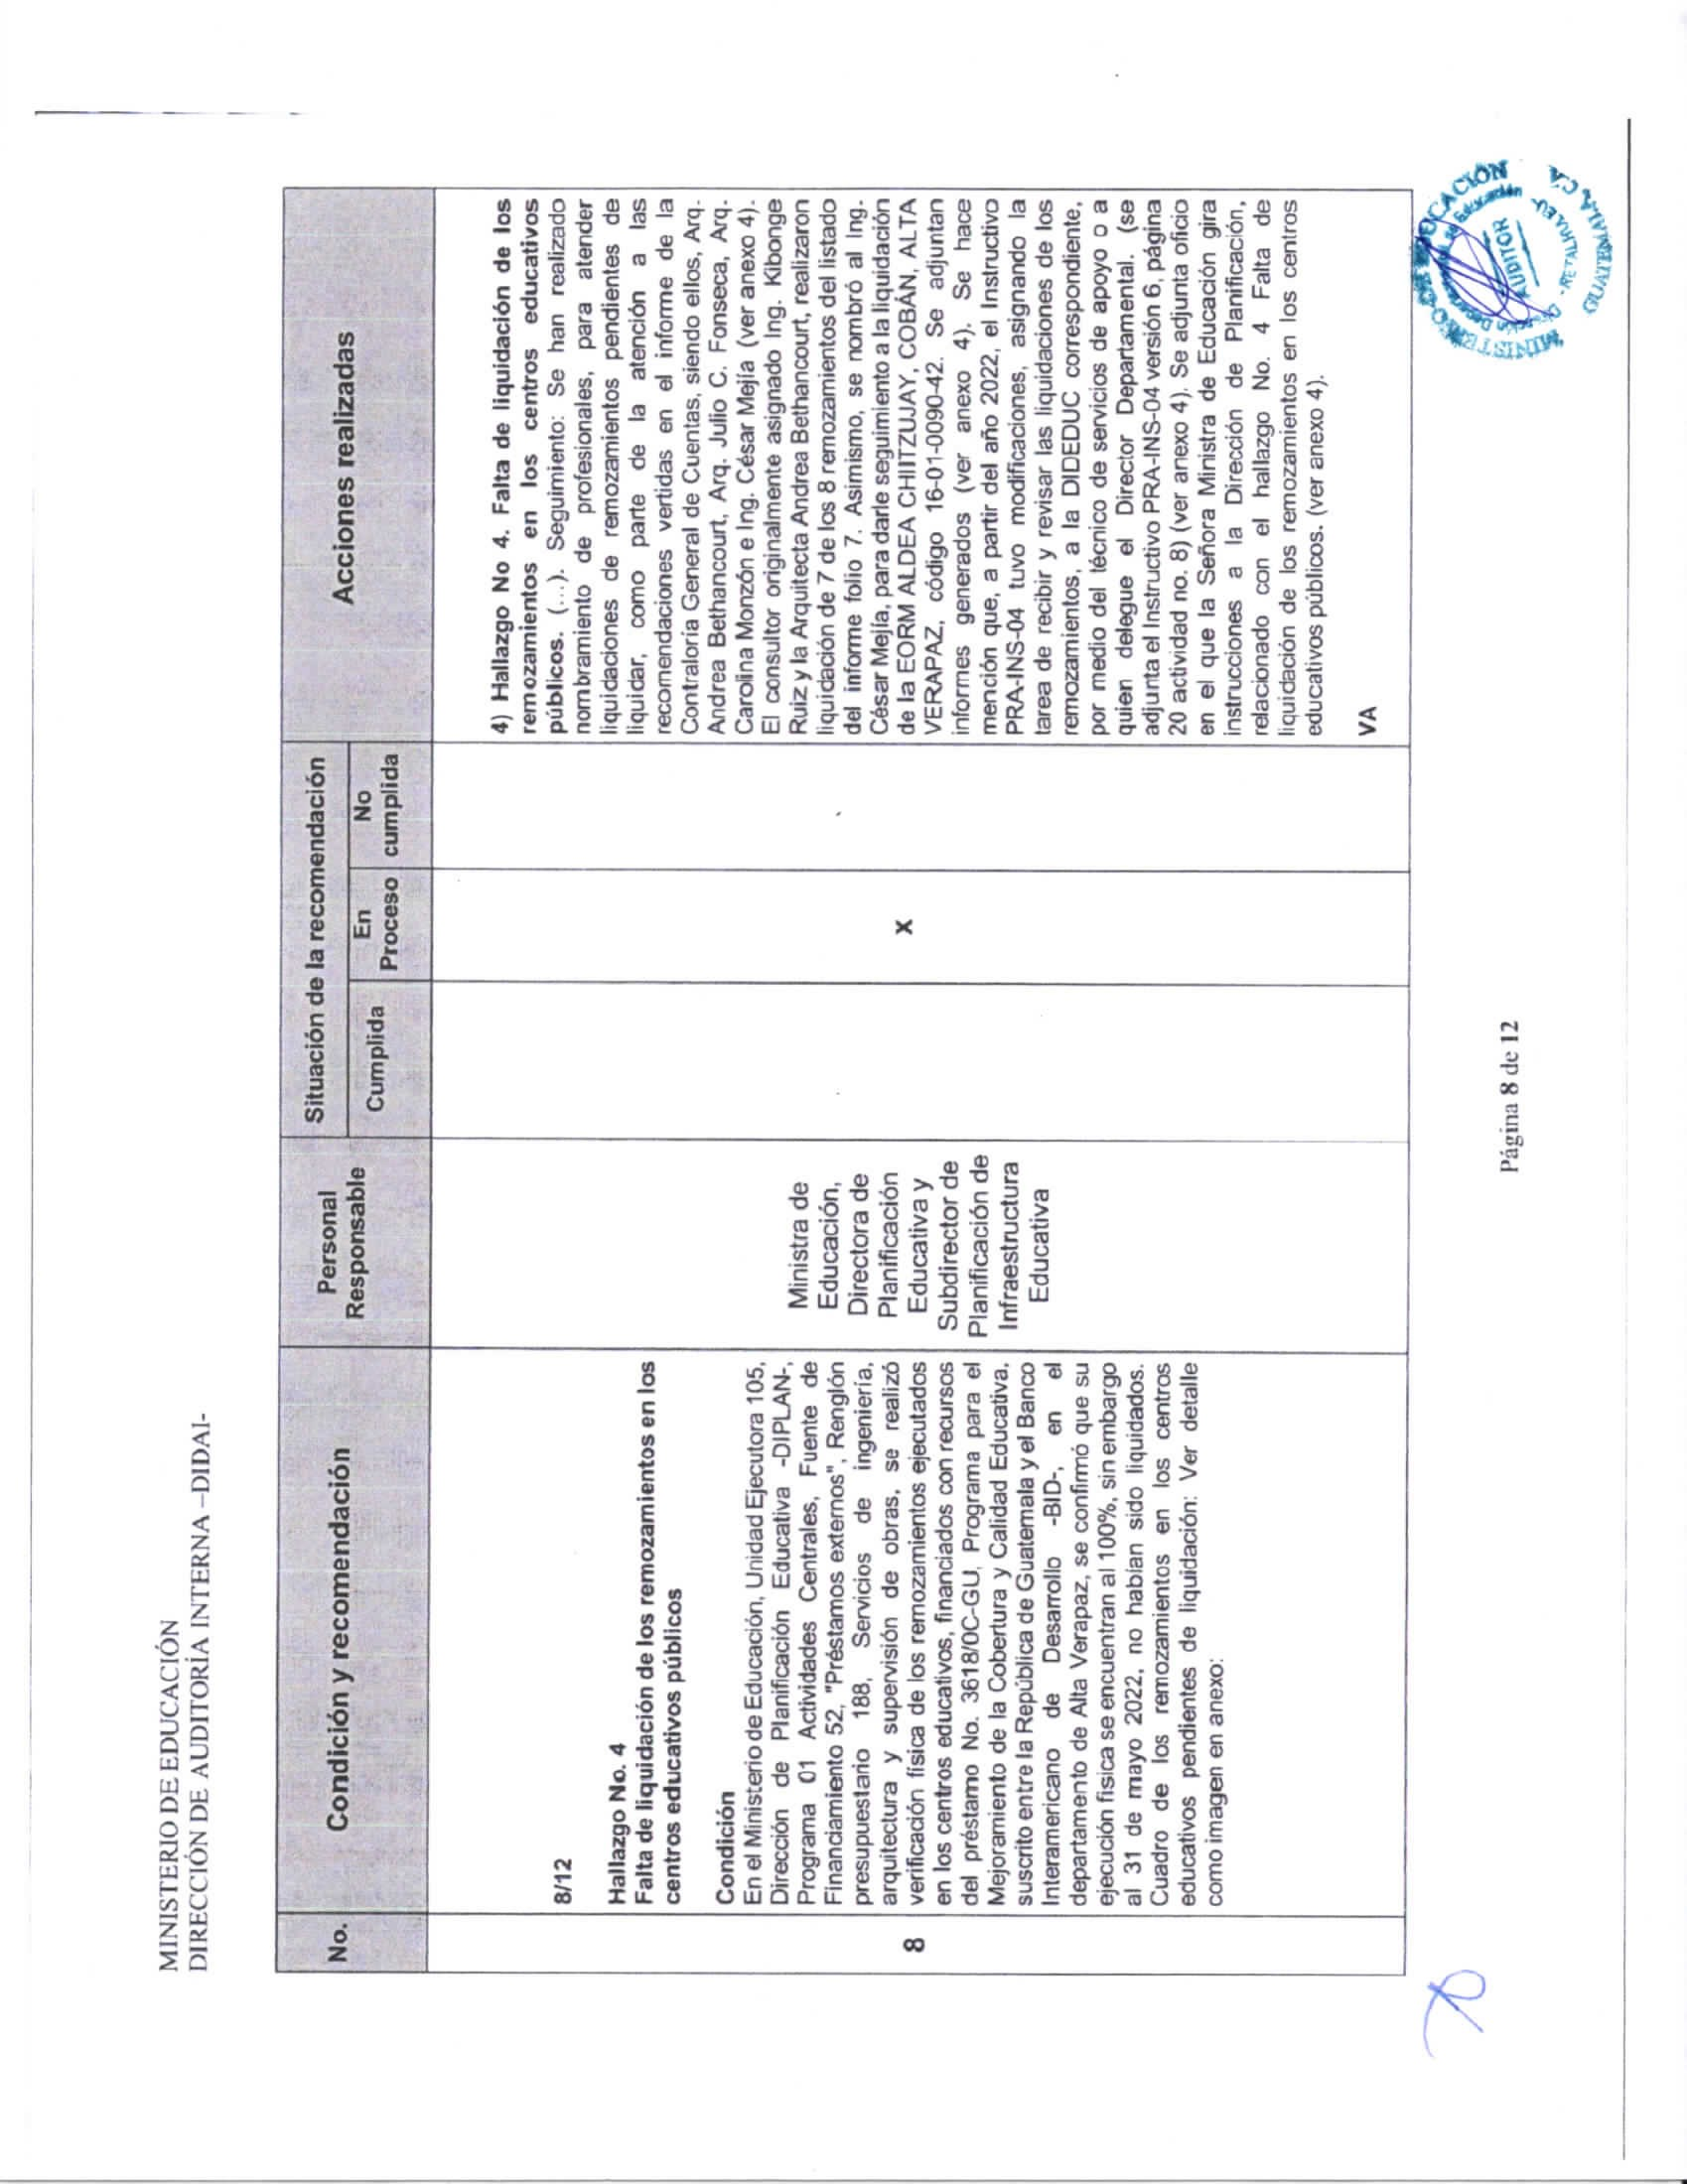 MINISTERIO DE EDUCACIÓN
DIRECCIÓN DE AUDITORÍA INTERNA –DIDAI-
No.
Condición y recomendación
Personal
Responsable
Situación de la recomendación
Cumplida
En
Proceso
No
cumplida
Acciones realizadas
8
8/12
Hallazgo No. 4
Falta de liquidación de los remozamientos en los
centros educativos públicos
Condición
En el Ministerio de Educación, Unidad Ejecutora 105,
Dirección de Planificación Educativa -DIPLAN-,
Programa 01 Actividades Centrales, Fuente de
Financiamiento 52, "Préstamos externos", Renglón
presupuestario 188, Servicios de ingeniería,
arquitectura y supervisión de obras, se realizó
verificación física de los remozamientos ejecutados
en los centros educativos, financiados con recursos
del préstamo No. 3618/0C-GU, Programa para el
Mejoramiento de la Cobertura y Calidad Educativa,
suscrito entre la República de Guatemala y el Banco
Interamericano de Desarrollo -BID-, en el
departamento de Alta Verapaz, se confirmó que su
ejecución física se encuentran al 100%, sin embargo
al 31 de mayo 2022, no habían sido liquidados.
Cuadro de los remozamientos en los centros
educativos pendientes de liquidación: Ver detalle
como imagen en anexo:
Ministra de
Educación,
Directora de
Planificación
Educativa y
Subdirector de
Planificación de
Infraestructura
Educativa
X
4) Hallazgo No 4. Falta de liquidación de los
remozamientos en los centros educativos
públicos. (...). Seguimiento: Se han realizado
nombramiento de profesionales, para atender
liquidaciones de remozamientos pendientes de
liquidar, como parte de la atención a las
recomendaciones vertidas en el informe de la
Contraloría General de Cuentas, siendo ellos, Arq.
Andrea Bethancourt, Arq. Julio C. Fonseca, Arq.
Carolina Monzón e Ing. César Mejía (ver anexo 4).
El consultor originalmente asignado Ing. Kibonge
Ruiz y la Arquitecta Andrea Bethancourt, realizaron
liquidación de 7 de los 8 remozamientos del listado
del informe folio 7. Asimismo, se nombró al Ing.
César Mejía, para darle seguimiento a la liquidación
de la EORM ALDEA CHIITZUJAY, COBÁN, ALTA
VERAPAZ, código 16-01-0090-42. Se adjuntan
informes generados (ver anexo 4). Se hace
mención que, a partir del año 2022, el Instructivo
PRA-INS-04 tuvo modificaciones, asignando la
tarea de recibir y revisar las liquidaciones de los
remozamientos, a la DIDEDUC correspondiente,
por medio del técnico de servicios de apoyo o a
quien delegue el Director Departamental. (se
adjunta el Instructivo PRA-INS-04 versión 6, página
20 actividad no. 8) (ver anexo 4). Se adjunta oficio
en el que la Señora Ministra de Educación gira
instrucciones a la Dirección de Planificación,
relacionado con el hallazgo No. 4 Falta de
liquidación de los remozamientos en los centros
educativos públicos. (ver anexo 4).
VA
Página 8 de 12
AUDITOR